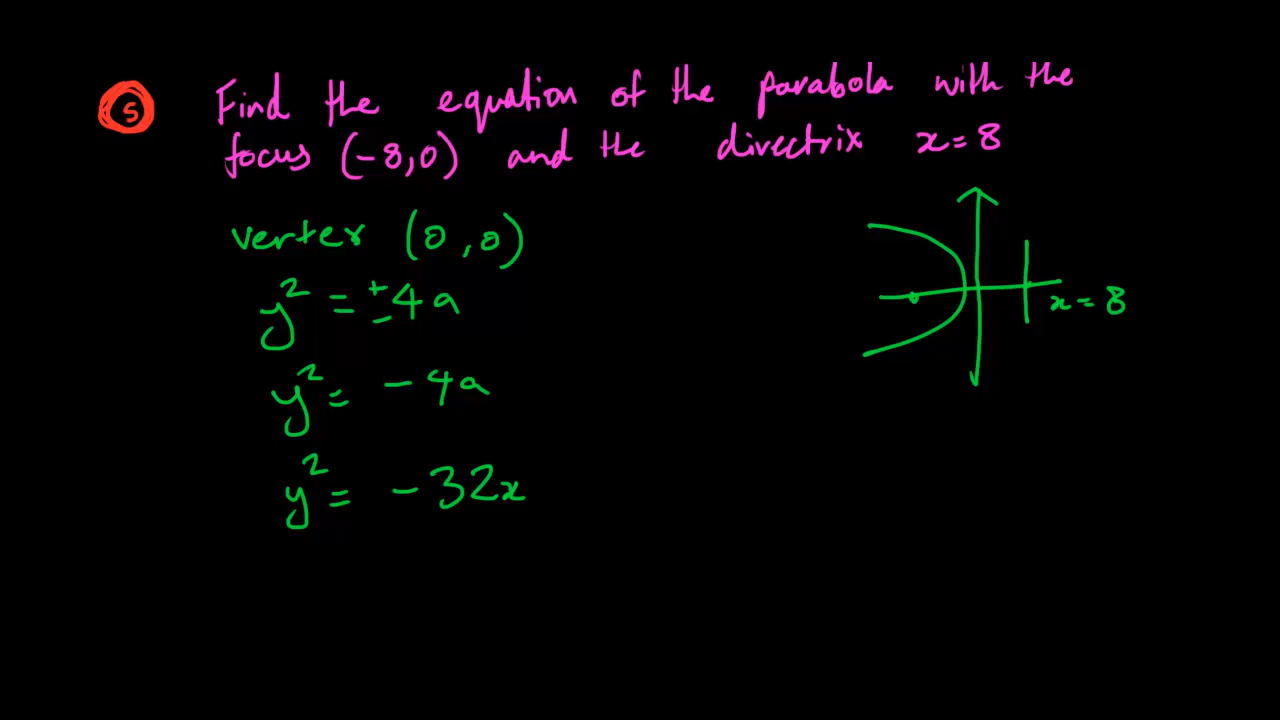 5 Find the equation of the parabola with the
focus (-8,0) and the directrix x=8
vertex (0,0)
y² = ±4a
y² = -4a
y² = -32x
x = 8